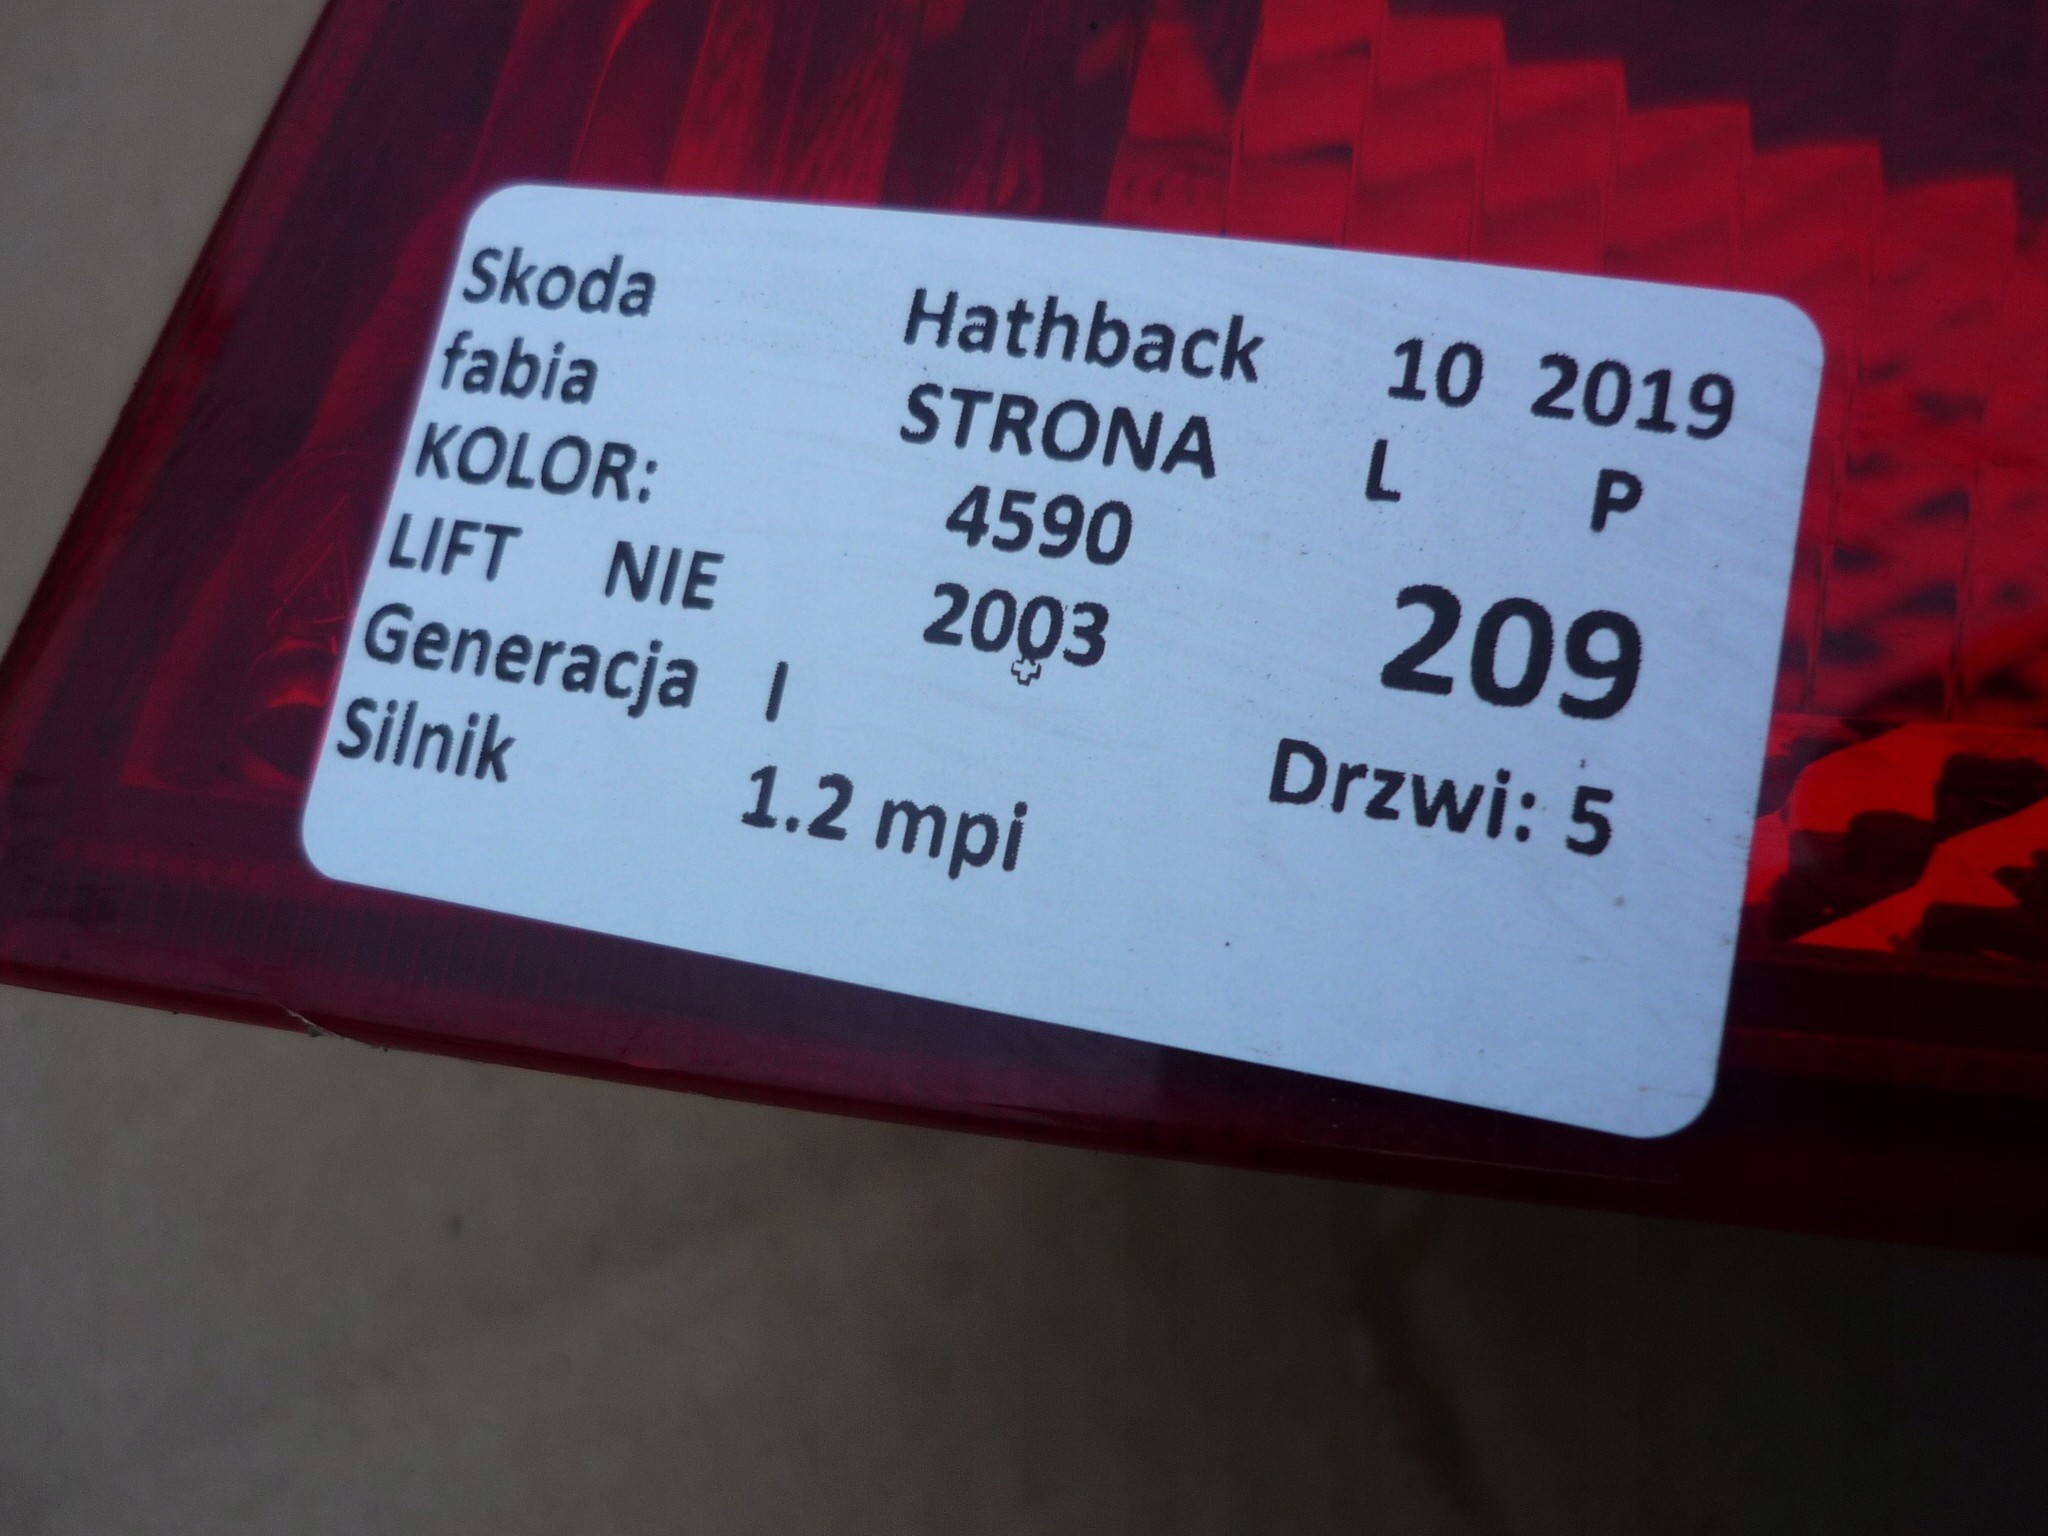 Skoda Hathback 10 2019
fabia STRONA L P
KOLOR: 4590
LIFT NIE 2003 209
Generacja I Drzwi: 5
Silnik 1.2 mpi